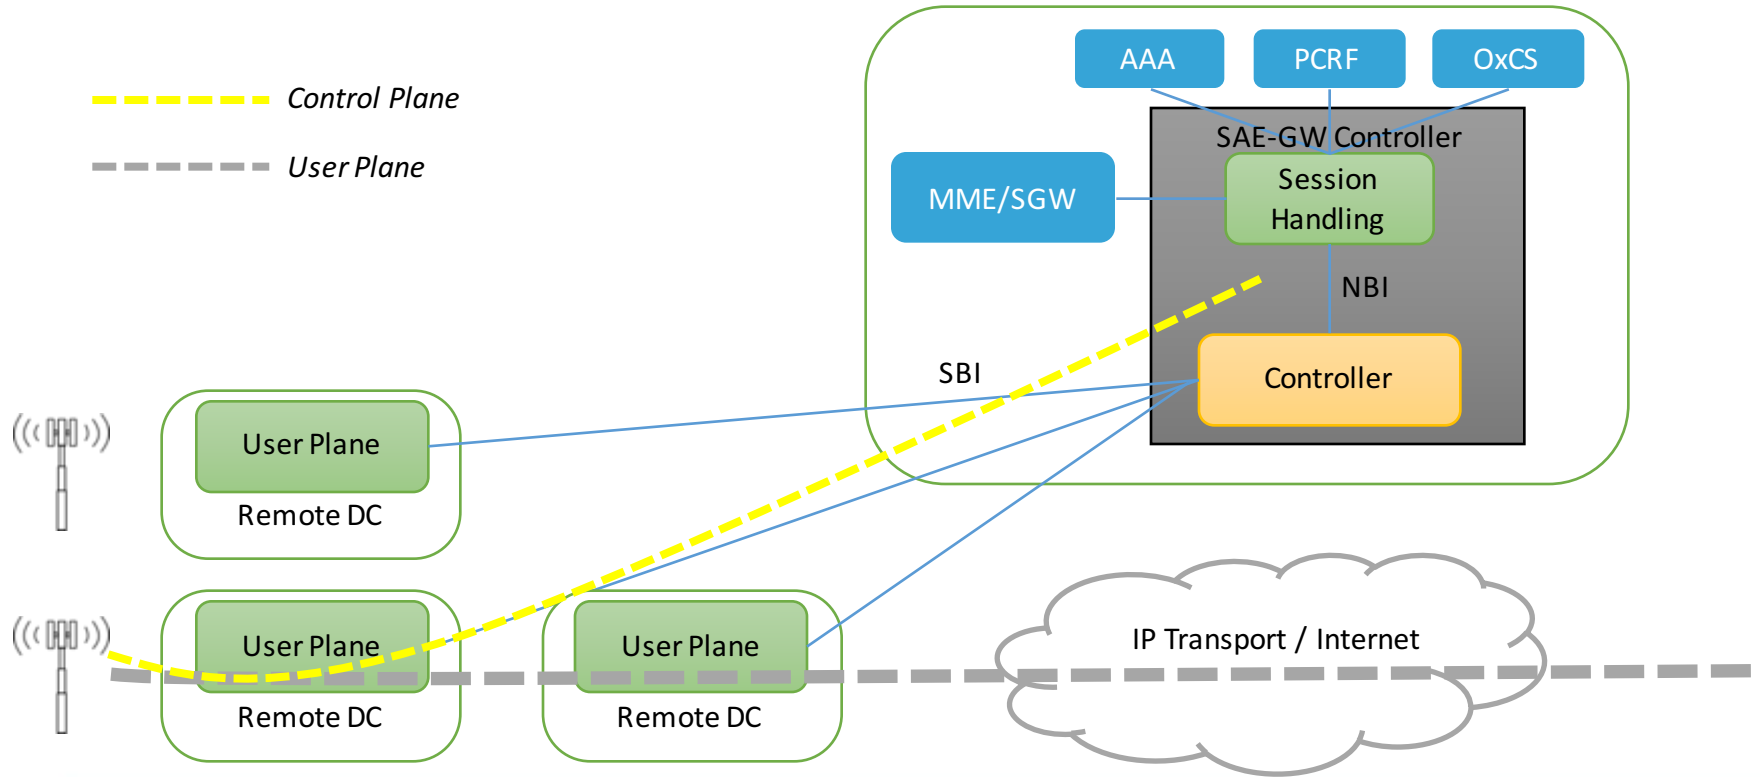 Control Plane
User Plane
AAA
PCRF
OxCS
SAE-GW Controller
MME/SGW
Session
Handling
NBI
SBI
Controller
User Plane
Remote DC
User Plane
Remote DC
User Plane
Remote DC
IP Transport / Internet